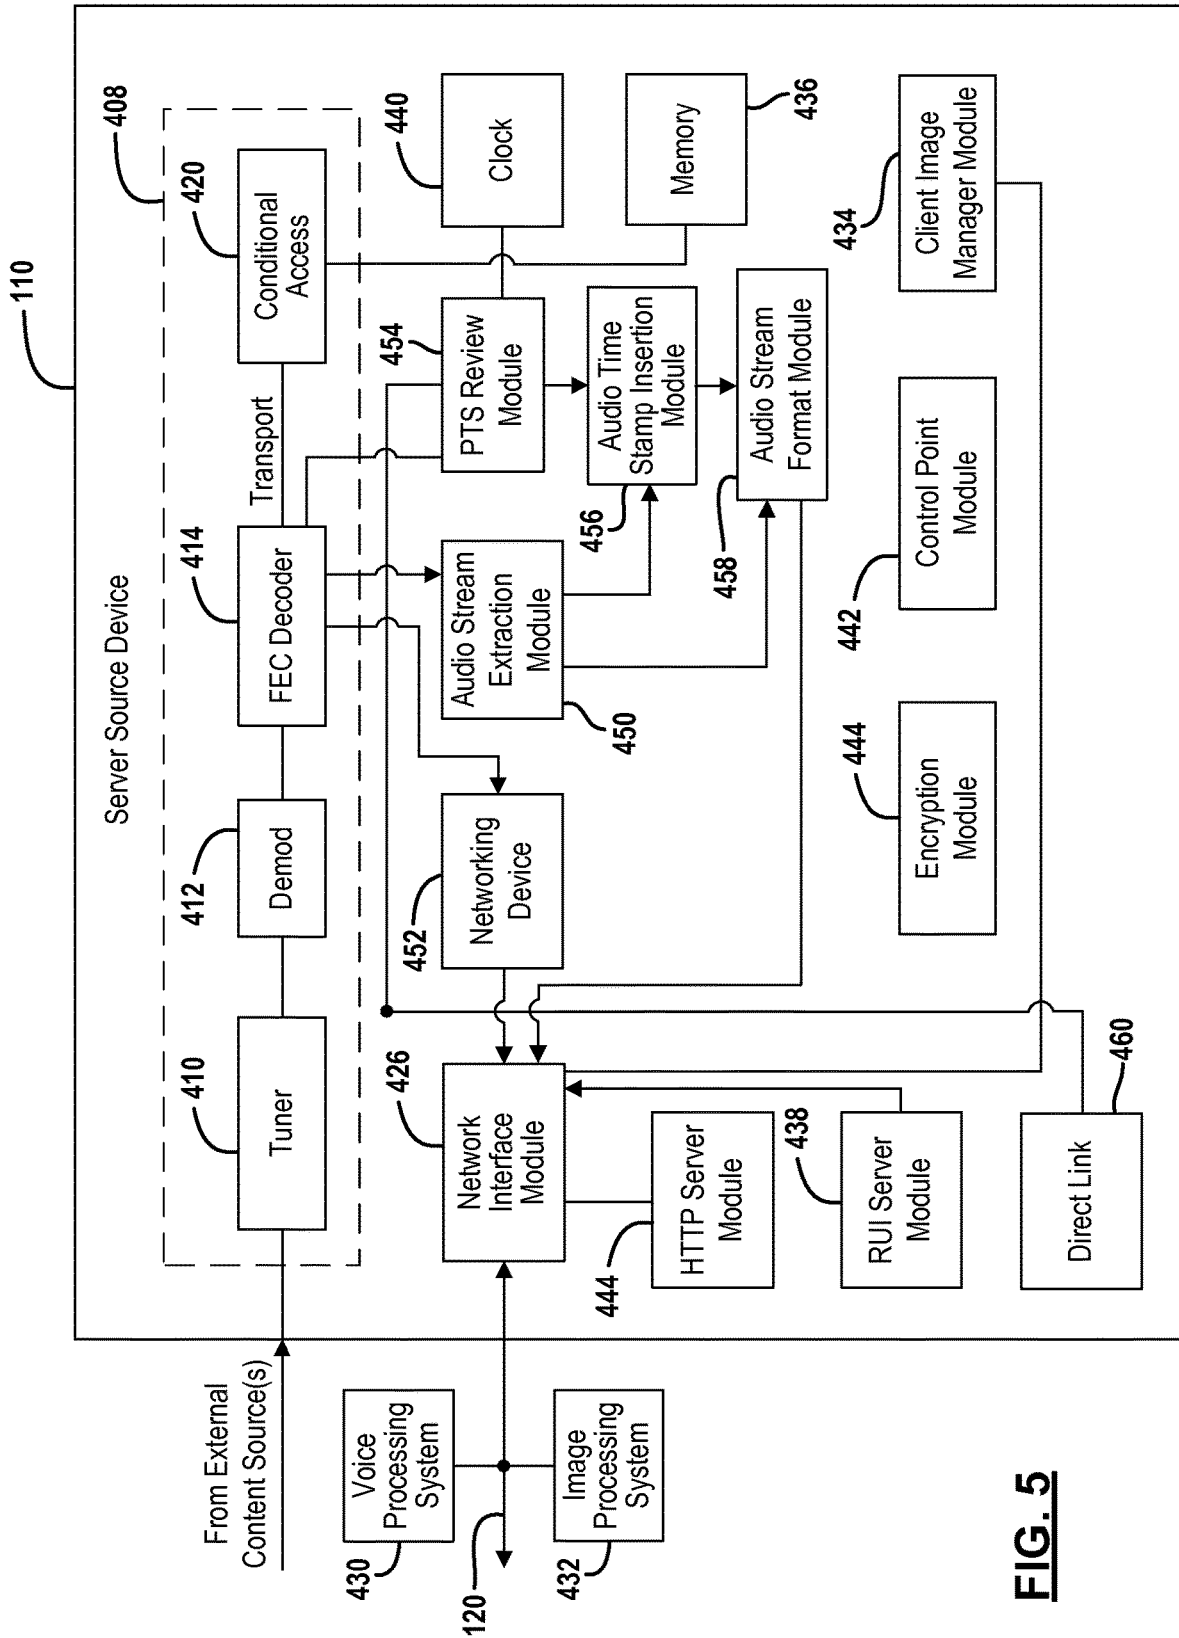 110
Server Source Device
408
From External
Content Source(s)
410
Tuner
412
Demod
414
FEC Decoder
Transport
420
Conditional
Access
Voice
Processing
System
430
120
Image
Processing
System
432
426
Network
Interface
Module
452
Networking
Device
Audio Stream
Extraction
Module
450
454
PTS Review
Module
440
Clock
456
Audio Time
Stamp Insertion
Module
Memory
436
458
Audio Stream
Format Module
444
HTTP Server
Module
438
RUI Server
Module
444
Encryption
Module
442
Control Point
Module
434
Client Image
Manager Module
Direct Link
460
FIG. 5